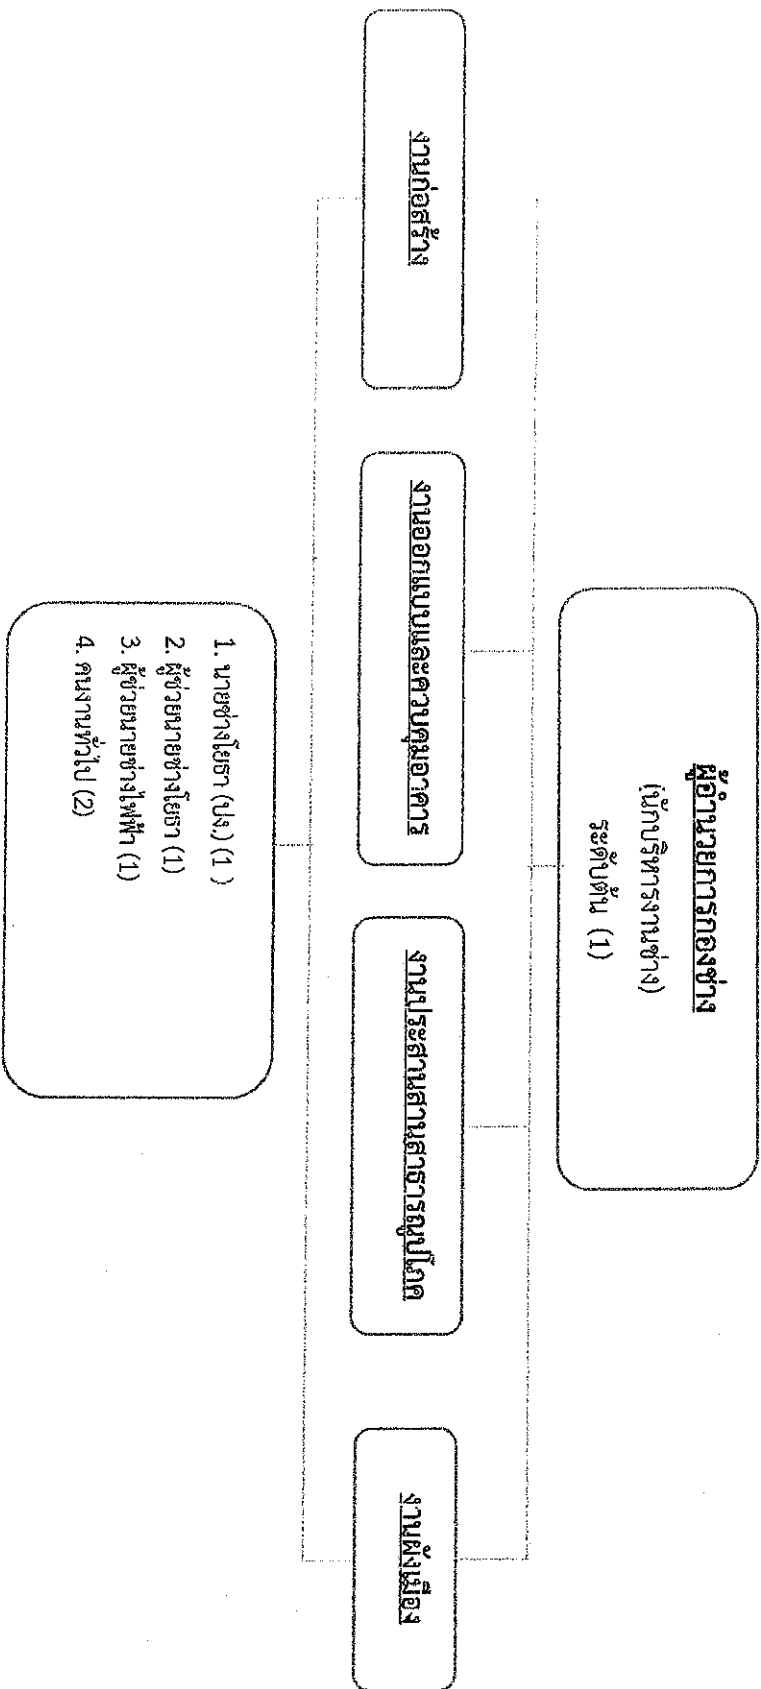 ผู้อำนวยการกองช่าง
(นักบริหารงานช่าง)
ระดับต้น (1)
งานก่อสร้าง
งานออกแบบและควบคุมอาคาร
งานประสานสาธารณูปโภค
งานผังเมือง
1. นายช่างโยธา (ปง.) (1 )
2. ผู้ช่วยนายช่างโยธา (1)
3. ผู้ช่วยนายช่างไฟฟ้า (1)
4. คนงานทั่วไป (2)